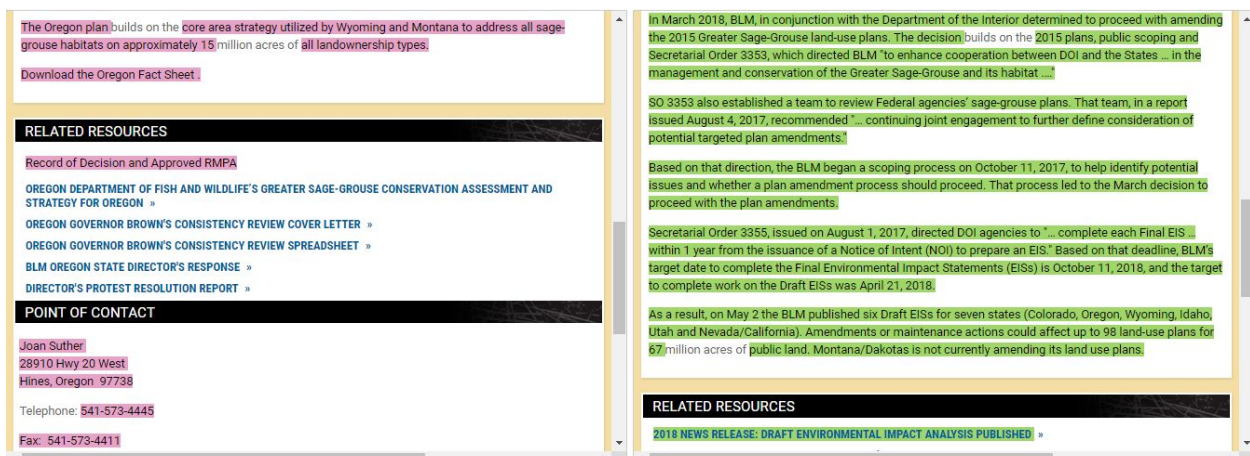 The Oregon plan builds on the core area strategy utilized by Wyoming and Montana to address all sage-
grouse habitats on approximately 15 million acres of all landownership types.
Download the Oregon Fact Sheet .
RELATED RESOURCES
Record of Decision and Approved RMPA
OREGON DEPARTMENT OF FISH AND WILDLIFE'S GREATER SAGE-GROUSE CONSERVATION ASSESSMENT AND
STRATEGY FOR OREGON »
OREGON GOVERNOR BROWN'S CONSISTENCY REVIEW COVER LETTER »
OREGON GOVERNOR BROWN'S CONSISTENCY REVIEW SPREADSHEET »
BLM OREGON STATE DIRECTOR'S RESPONSE »
DIRECTOR'S PROTEST RESOLUTION REPORT »
POINT OF CONTACT
Joan Suther
28910 Hwy 20 West
Hines, Oregon 97738
Telephone: 541-573-4445
Fax: 541-573-4411
In March 2018, BLM, in conjunction with the Department of the Interior determined to proceed with amending
the 2015 Greater Sage-Grouse land-use plans. The decision builds on the 2015 plans, public scoping and
Secretarial Order 3353, which directed BLM "to enhance cooperation between DOI and the States ... in the
management and conservation of the Greater Sage-Grouse and its habitat ...."
SO 3353 also established a team to review Federal agencies' sage-grouse plans. That team, in a report
issued August 4, 2017, recommended "... continuing joint engagement to further define consideration of
potential targeted plan amendments."
Based on that direction, the BLM began a scoping process on October 11, 2017, to help identify potential
issues and whether a plan amendment process should proceed. That process led to the March decision to
proceed with the plan amendments.
Secretarial Order 3355, issued on August 1, 2017, directed DOI agencies to "... complete each Final EIS ...
within 1 year from the issuance of a Notice of Intent (NOI) to prepare an EIS." Based on that deadline, BLM's
target date to complete the Final Environmental Impact Statements (EISs) is October 11, 2018, and the target
to complete work on the Draft EISs was April 21, 2018.
As a result, on May 2 the BLM published six Draft EISs for seven states (Colorado, Oregon, Wyoming, Idaho,
Utah and Nevada/California). Amendments or maintenance actions could affect up to 98 land-use plans for
67 million acres of public land. Montana/Dakotas is not currently amending its land use plans.
RELATED RESOURCES
2018 NEWS RELEASE: DRAFT ENVIRONMENTAL IMPACT ANALYSIS PUBLISHED »